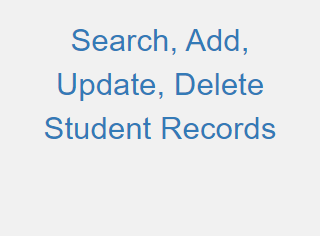 Search, Add,
Update, Delete
Student Records